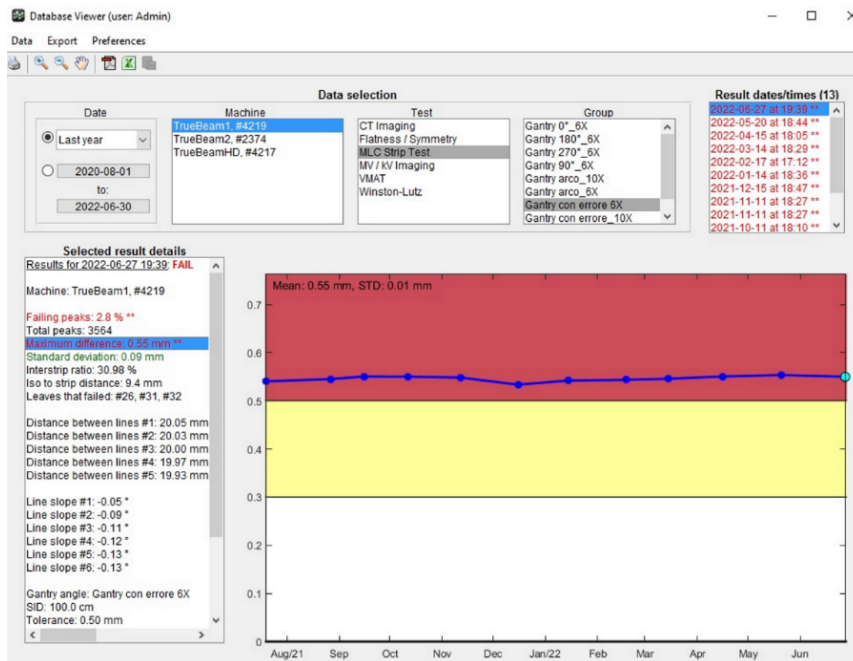 Database Viewer (user: Admin)
Data Export Preferences
Data selection
Date
Last year
2020-08-01
to:
2022-06-30
Machine
TrueBeam1, #4219
TrueBeam2, #2374
TrueBeamHD, #4217
Test
CT Imaging
Flatness / Symmetry
MLC Strip Test
MV / kV Imaging
VMAT
Winston-Lutz
Group
Gantry 0°_6X
Gantry 180°_6X
Gantry 270°_6X
Gantry 90°_6X
Gantry arco_10X
Gantry arco_6X
Gantry con errore 6X
Gantry con errore_10X
Result dates/times (13)
2022-06-27 at 19:39 **
2022-05-20 at 18:44 **
2022-04-15 at 18:05 **
2022-03-14 at 18:29 **
2022-02-17 at 17:12 **
2022-01-14 at 18:36 **
2021-12-15 at 18:47 **
2021-11-11 at 18:27 **
2021-11-11 at 18:27 **
2021-10-11 at 18:10 **
Selected result details
Results for 2022-06-27 19:39: FAIL
Machine: TrueBeam1, #4219
Failing peaks: 2.8 % **
Total peaks: 3564
Maximum difference: 0.55 mm **
Standard deviation: 0.09 mm
Interstrip ratio: 30.98 %
Iso to strip distance: 9.4 mm
Leaves that failed: #26, #31, #32
Distance between lines #1: 20.05 mm
Distance between lines #2: 20.03 mm
Distance between lines #3: 20.00 mm
Distance between lines #4: 19.97 mm
Distance between lines #5: 19.93 mm
Line slope #1: -0.05 °
Line slope #2: -0.09 °
Line slope #3: -0.11 °
Line slope #4: -0.12 °
Line slope #5: -0.13 °
Line slope #6: -0.13 °
Gantry angle: Gantry con errore 6X
SID: 100.0 cm
Tolerance: 0.50 mm
Mean: 0.55 mm, STD: 0.01 mm
0.7
0.6
0.5
0.4
0.3
0.2
0.1
0
Aug/21 Sep Oct Nov Dec Jan/22 Feb Mar Apr May Jun